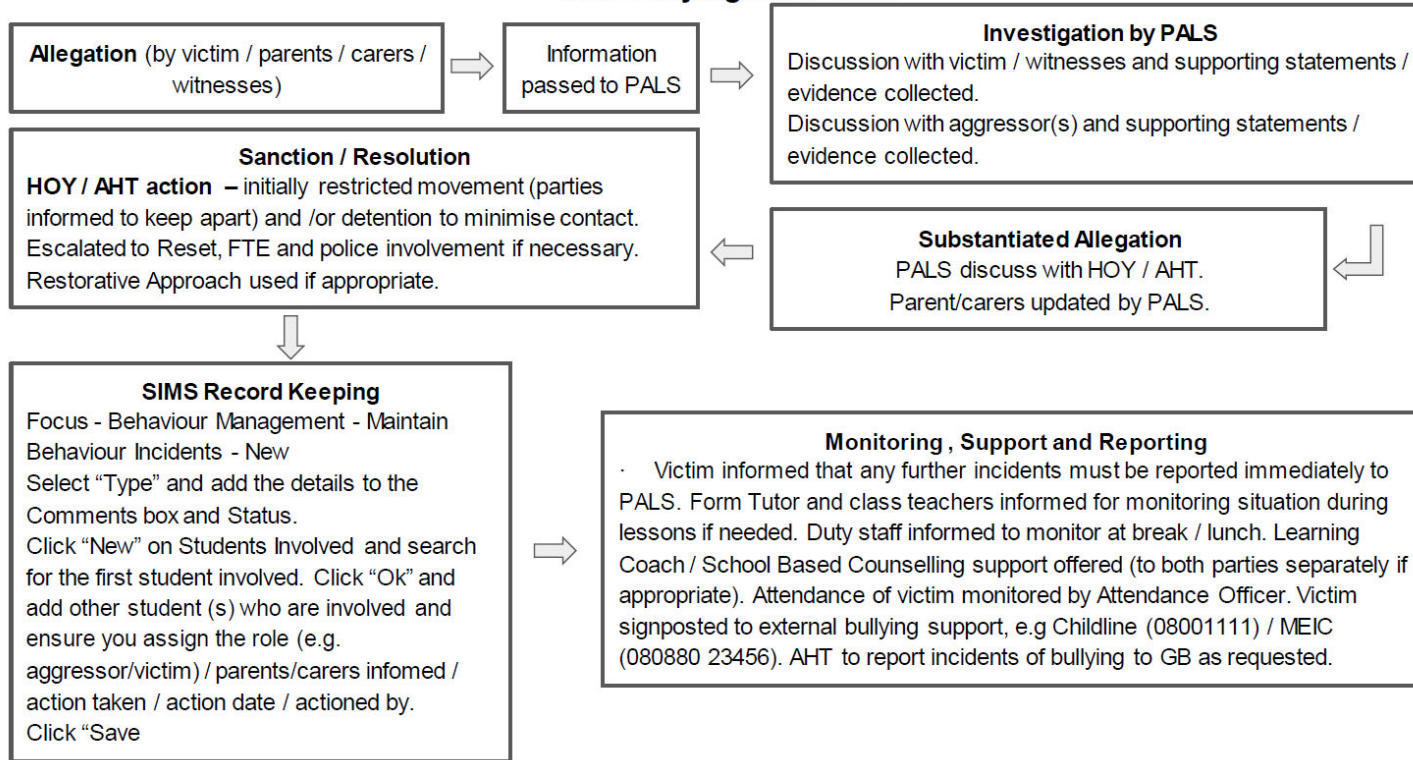 Allegation (by victim / parents / carers /
witnesses)
Information
passed to PALS
Investigation by PALS
Discussion with victim / witnesses and supporting statements /
evidence collected.
Discussion with aggressor(s) and supporting statements /
evidence collected.
Substantiated Allegation
PALS discuss with HOY / AHT.
Parent/carers updated by PALS.
Sanction / Resolution
HOY / AHT action – initially restricted movement (parties
informed to keep apart) and /or detention to minimise contact.
Escalated to Reset, FTE and police involvement if necessary.
Restorative Approach used if appropriate.
SIMS Record Keeping
Focus - Behaviour Management - Maintain
Behaviour Incidents - New
Select “Type” and add the details to the
Comments box and Status.
Click “New” on Students Involved and search
for the first student involved. Click “Ok” and
add other student (s) who are involved and
ensure you assign the role (e.g.
aggressor/victim) / parents/carers infomed /
action taken / action date / actioned by.
Click “Save
Monitoring , Support and Reporting
· Victim informed that any further incidents must be reported immediately to
PALS. Form Tutor and class teachers informed for monitoring situation during
lessons if needed. Duty staff informed to monitor at break / lunch. Learning
Coach / School Based Counselling support offered (to both parties separately if
appropriate). Attendance of victim monitored by Attendance Officer. Victim
signposted to external bullying support, e.g Childline (08001111) / MEIC
(080880 23456). AHT to report incidents of bullying to GB as requested.